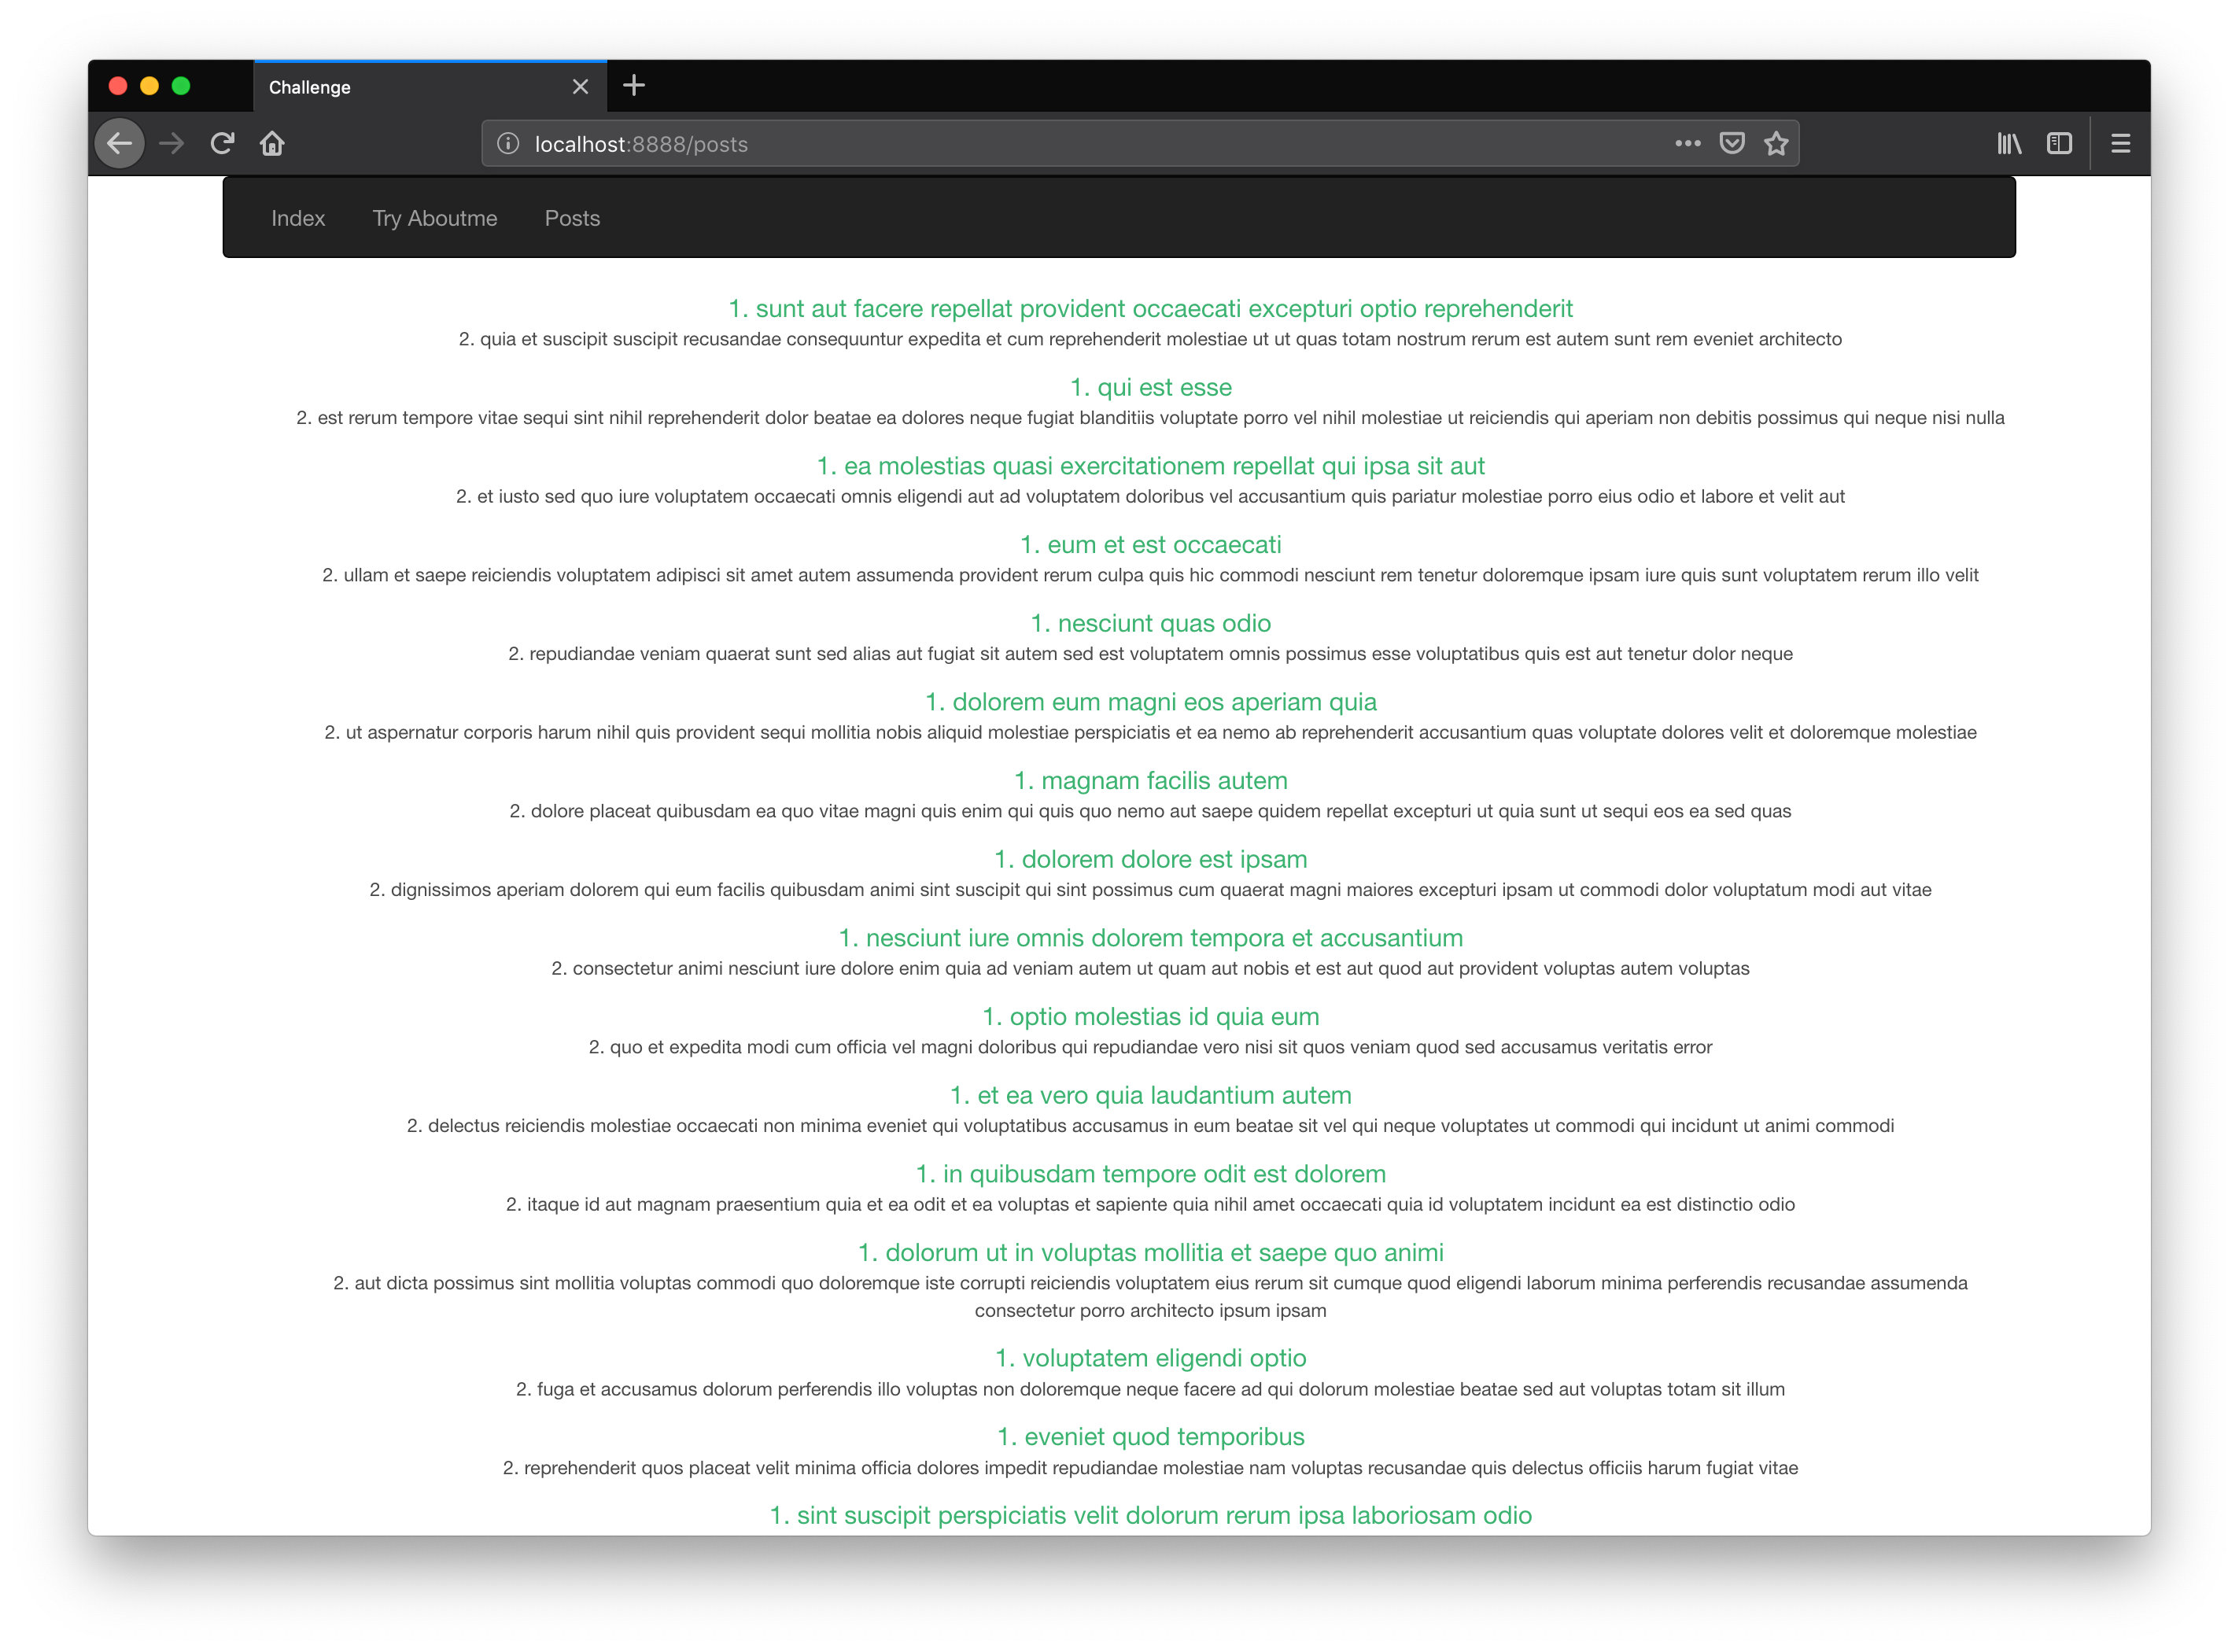 Challenge
localhost:8888/posts
Index Try Aboutme Posts
1. sunt aut facere repellat provident occaecati excepturi optio reprehenderit
2. quia et suscipit suscipit recusandae consequuntur expedita et cum reprehenderit molestiae ut ut quas totam nostrum rerum est autem sunt rem eveniet architecto
1. qui est esse
2. est rerum tempore vitae sequi sint nihil reprehenderit dolor beatae ea dolores neque fugiat blanditiis voluptate porro vel nihil molestiae ut reiciendis qui aperiam non debitis possimus qui neque nisi nulla
1. ea molestias quasi exercitationem repellat qui ipsa sit aut
2. et iusto sed quo iure voluptatem occaecati omnis eligendi aut ad voluptatem doloribus vel accusantium quis pariatur molestiae porro eius odio et labore et velit aut
1. eum et est occaecati
2. ullam et saepe reiciendis voluptatem adipisci sit amet autem assumenda provident rerum culpa quis hic commodi nesciunt rem tenetur doloremque ipsam iure quis sunt voluptatem rerum illo velit
1. nesciunt quas odio
2. repudiandae veniam quaerat sunt sed alias aut fugiat sit autem sed est voluptatem omnis possimus esse voluptatibus quis est aut tenetur dolor neque
1. dolorem eum magni eos aperiam quia
2. ut aspernatur corporis harum nihil quis provident sequi mollitia nobis aliquid molestiae perspiciatis et ea nemo ab reprehenderit accusantium quas voluptate dolores velit et doloremque molestiae
1. magnam facilis autem
2. dolore placeat quibusdam ea quo vitae magni quis enim qui quis quo nemo aut saepe quidem repellat excepturi ut quia sunt ut sequi eos ea sed quas
1. dolorem dolore est ipsam
2. dignissimos aperiam dolorem qui eum facilis quibusdam animi sint suscipit qui sint possimus cum quaerat magni maiores excepturi ipsam ut commodi dolor voluptatum modi aut vitae
1. nesciunt iure omnis dolorem tempora et accusantium
2. consectetur animi nesciunt iure dolore enim quia ad veniam autem ut quam aut nobis et est aut quod aut provident voluptas autem voluptas
1. optio molestias id quia eum
2. quo et expedita modi cum officia vel magni doloribus qui repudiandae vero nisi sit quos veniam quod sed accusamus veritatis error
1. et ea vero quia laudantium autem
2. delectus reiciendis molestiae occaecati non minima eveniet qui voluptatibus accusamus in eum beatae sit vel qui neque voluptates ut commodi qui incidunt ut animi commodi
1. in quibusdam tempore odit est dolorem
2. itaque id aut magnam praesentium quia et ea odit et ea voluptas et sapiente quia nihil amet occaecati quia id voluptatem incidunt ea est distinctio odio
1. dolorum ut in voluptas mollitia et saepe quo animi
2. aut dicta possimus sint mollitia voluptas commodi quo doloremque iste corrupti reiciendis voluptatem eius rerum sit cumque quod eligendi laborum minima perferendis recusandae assumenda
consectetur porro architecto ipsum ipsam
1. voluptatem eligendi optio
2. fuga et accusamus dolorum perferendis illo voluptas non doloremque neque facere ad qui dolorum molestiae beatae sed aut voluptas totam sit illum
1. eveniet quod temporibus
2. reprehenderit quos placeat velit minima officia dolores impedit repudiandae molestiae nam voluptas recusandae quis delectus officiis harum fugiat vitae
1. sint suscipit perspiciatis velit dolorum rerum ipsa laboriosam odio